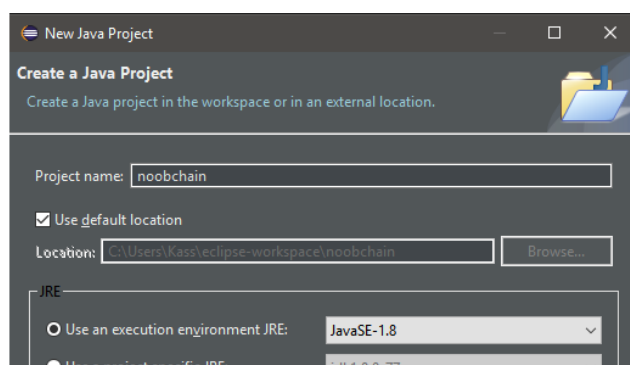 New Java Project
Create a Java Project
Create a Java project in the workspace or in an external location.
Project name: noobchain
Use default location
Location: C:\Users\Kass\eclipse-workspace\noobchain Browse...
JRE
Use an execution environment JRE: JavaSE-1.8